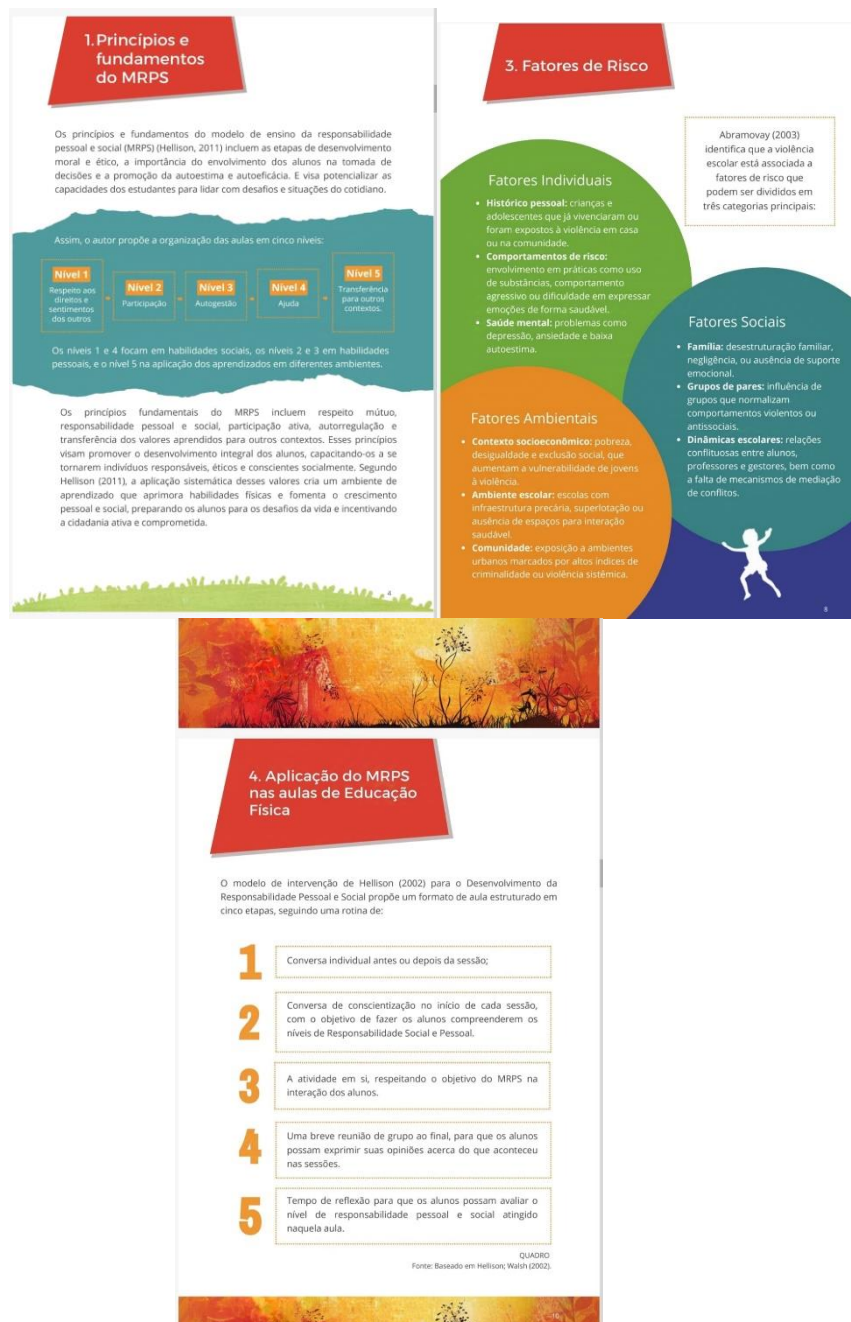 1.Princípios e
fundamentos
do MRPS
Os princípios e fundamentos do modelo de ensino da responsabilidade
pessoal e social (MRPS) (Hellison, 2011) incluem as etapas de desenvolvimento
moral e ético, a importância do envolvimento dos alunos na tomada de
decisões e a promoção da autoestima e autoeficácia. E visa potencializar as
capacidades dos estudantes para lidar com desafios e situações do cotidiano.
Assim, o autor propõe a organização das aulas em cinco níveis:
Nível 1
Respeito aos
direitos e
sentimentos
dos outros
Nível 2
Participação
Nível 3
Autogestão
Nível 4
Ajuda
Nível 5
Transferência
para outros
contextos.
Os níveis 1 e 4 focam em habilidades sociais, os níveis 2 e 3 em habilidades
pessoais, e o nível 5 na aplicação dos aprendizados em diferentes ambientes.
Os princípios fundamentais do MRPS incluem respeito mútuo,
responsabilidade pessoal e social, participação ativa, autorregulação e
transferência dos valores aprendidos para outros contextos. Esses princípios
visam promover o desenvolvimento integral dos alunos, capacitando-os a se
tornarem indivíduos responsáveis, éticos e conscientes socialmente. Segundo
Hellison (2011), a aplicação sistemática desses valores cria um ambiente de
aprendizado que aprimora habilidades físicas e fomenta o crescimento
pessoal e social, preparando os alunos para os desafios da vida e incentivando
a cidadania ativa e comprometida.
4
3. Fatores de Risco
Abramovay (2003)
identifica que a violência
escolar está associada a
fatores de risco que
podem ser divididos em
três categorias principais:
Fatores Individuais
• Histórico pessoal: crianças e
adolescentes que já vivenciaram ou
foram expostos à violência em casa
ou na comunidade.
• Comportamentos de risco:
envolvimento em práticas como uso
de substâncias, comportamento
agressivo ou dificuldade em expressar
emoções de forma saudável.
• Saúde mental: problemas como
depressão, ansiedade e baixa
autoestima.
Fatores Sociais
• Família: desestruturação familiar,
negligência, ou ausência de suporte
emocional.
• Grupos de pares: influência de
grupos que normalizam
comportamentos violentos ou
antissociais.
• Dinâmicas escolares: relações
conflituosas entre alunos,
professores e gestores, bem como
a falta de mecanismos de mediação
de conflitos.
Fatores Ambientais
• Contexto socioeconômico: pobreza,
desigualdade e exclusão social, que
aumentam a vulnerabilidade de jovens
à violência.
• Ambiente escolar: escolas com
infraestrutura precária, superlotação ou
ausência de espaços para interação
saudável.
• Comunidade: exposição a ambientes
urbanos marcados por altos índices de
criminalidade ou violência sistêmica.
8
4. Aplicação do MRPS
nas aulas de Educação
Física
O modelo de intervenção de Hellison (2002) para o Desenvolvimento da
Responsabilidade Pessoal e Social propõe um formato de aula estruturado em
cinco etapas, seguindo uma rotina de:
1
Conversa individual antes ou depois da sessão;
2
Conversa de conscientização no início de cada sessão,
com o objetivo de fazer os alunos compreenderem os
níveis de Responsabilidade Social e Pessoal.
3
A atividade em si, respeitando o objetivo do MRPS na
interação dos alunos.
4
Uma breve reunião de grupo ao final, para que os alunos
possam exprimir suas opiniões acerca do que aconteceu
nas sessões.
5
Tempo de reflexão para que os alunos possam avaliar o
nível de responsabilidade pessoal e social atingido
naquela aula.
QUADRO
Fonte: Baseado em Hellison; Walsh (2002).
10